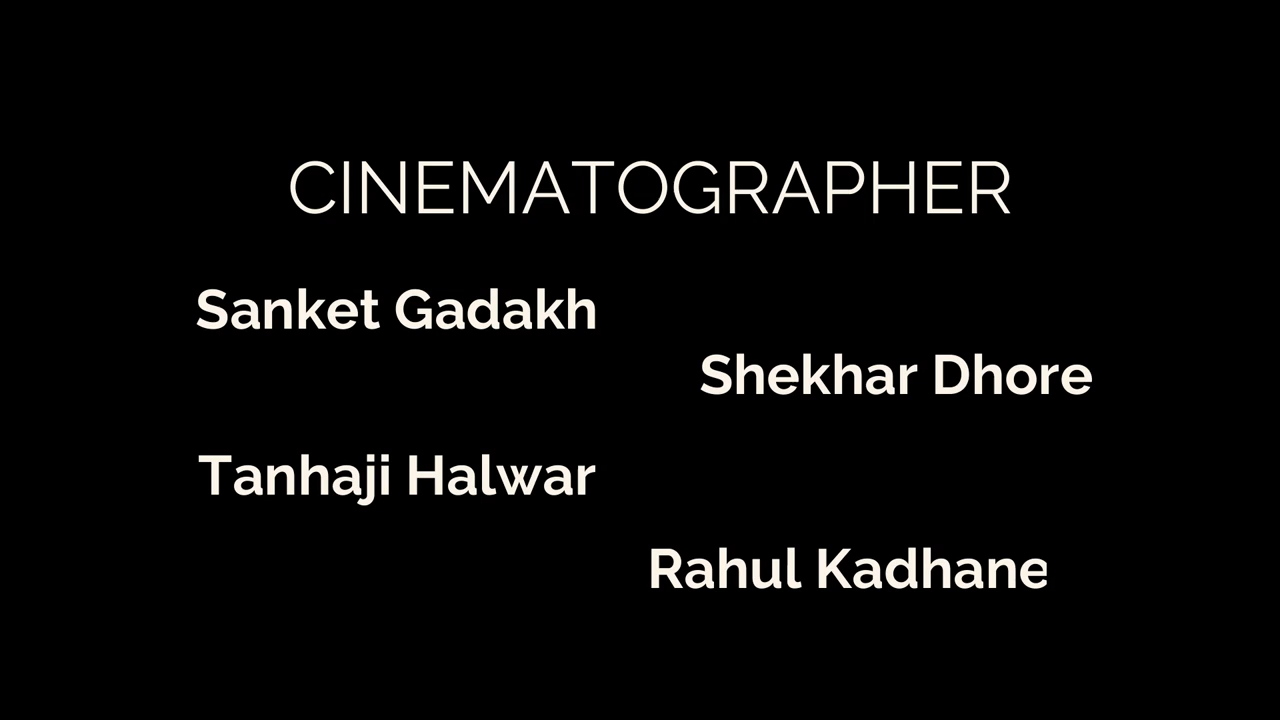 CINEMATOGRAPHER
Sanket Gadakh
Shekhar Dhore
Tanhaji Halwar
Rahul Kadhane